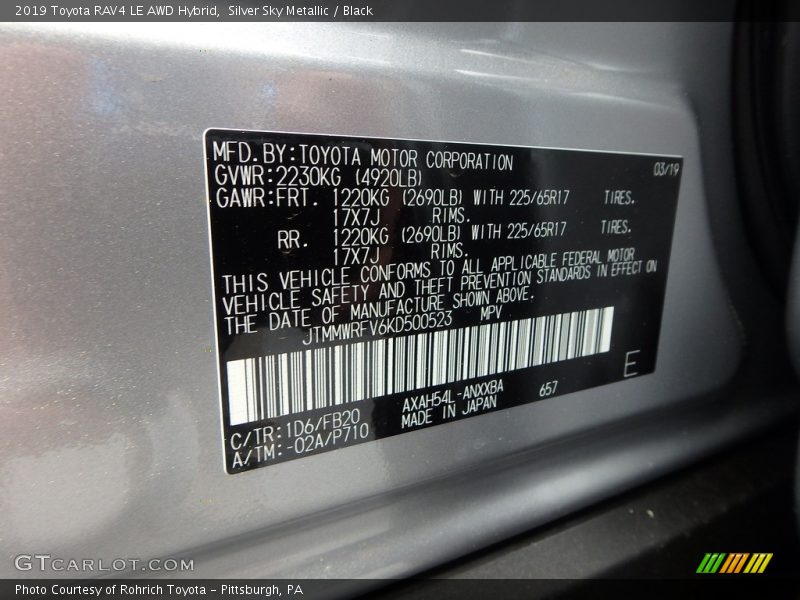 2019 Toyota RAV4 LE AWD Hybrid, Silver Sky Metallic / Black
MFD. BY: TOYOTA MOTOR CORPORATION 03/19
GVWR: 2230KG (4920LB)
GAWR: FRT. 1220KG (2690LB) WITH 225/65R17 TIRES.
17X7J RIMS.
RR. 1220KG (2690LB) WITH 225/65R17 TIRES.
17X7J RIMS.
THIS VEHICLE CONFORMS TO ALL APPLICABLE FEDERAL MOTOR
VEHICLE SAFETY AND THEFT PREVENTION STANDARDS IN EFFECT ON
THE DATE OF MANUFACTURE SHOWN ABOVE.
JTMMWRFV6KD500523 MPV
E
C/TR: 1D6/FB20 AXAH54L-ANXXBA 657
A/TM: -02A/P710 MADE IN JAPAN
GTCARLOT.COM
Photo Courtesy of Rohrich Toyota - Pittsburgh, PA